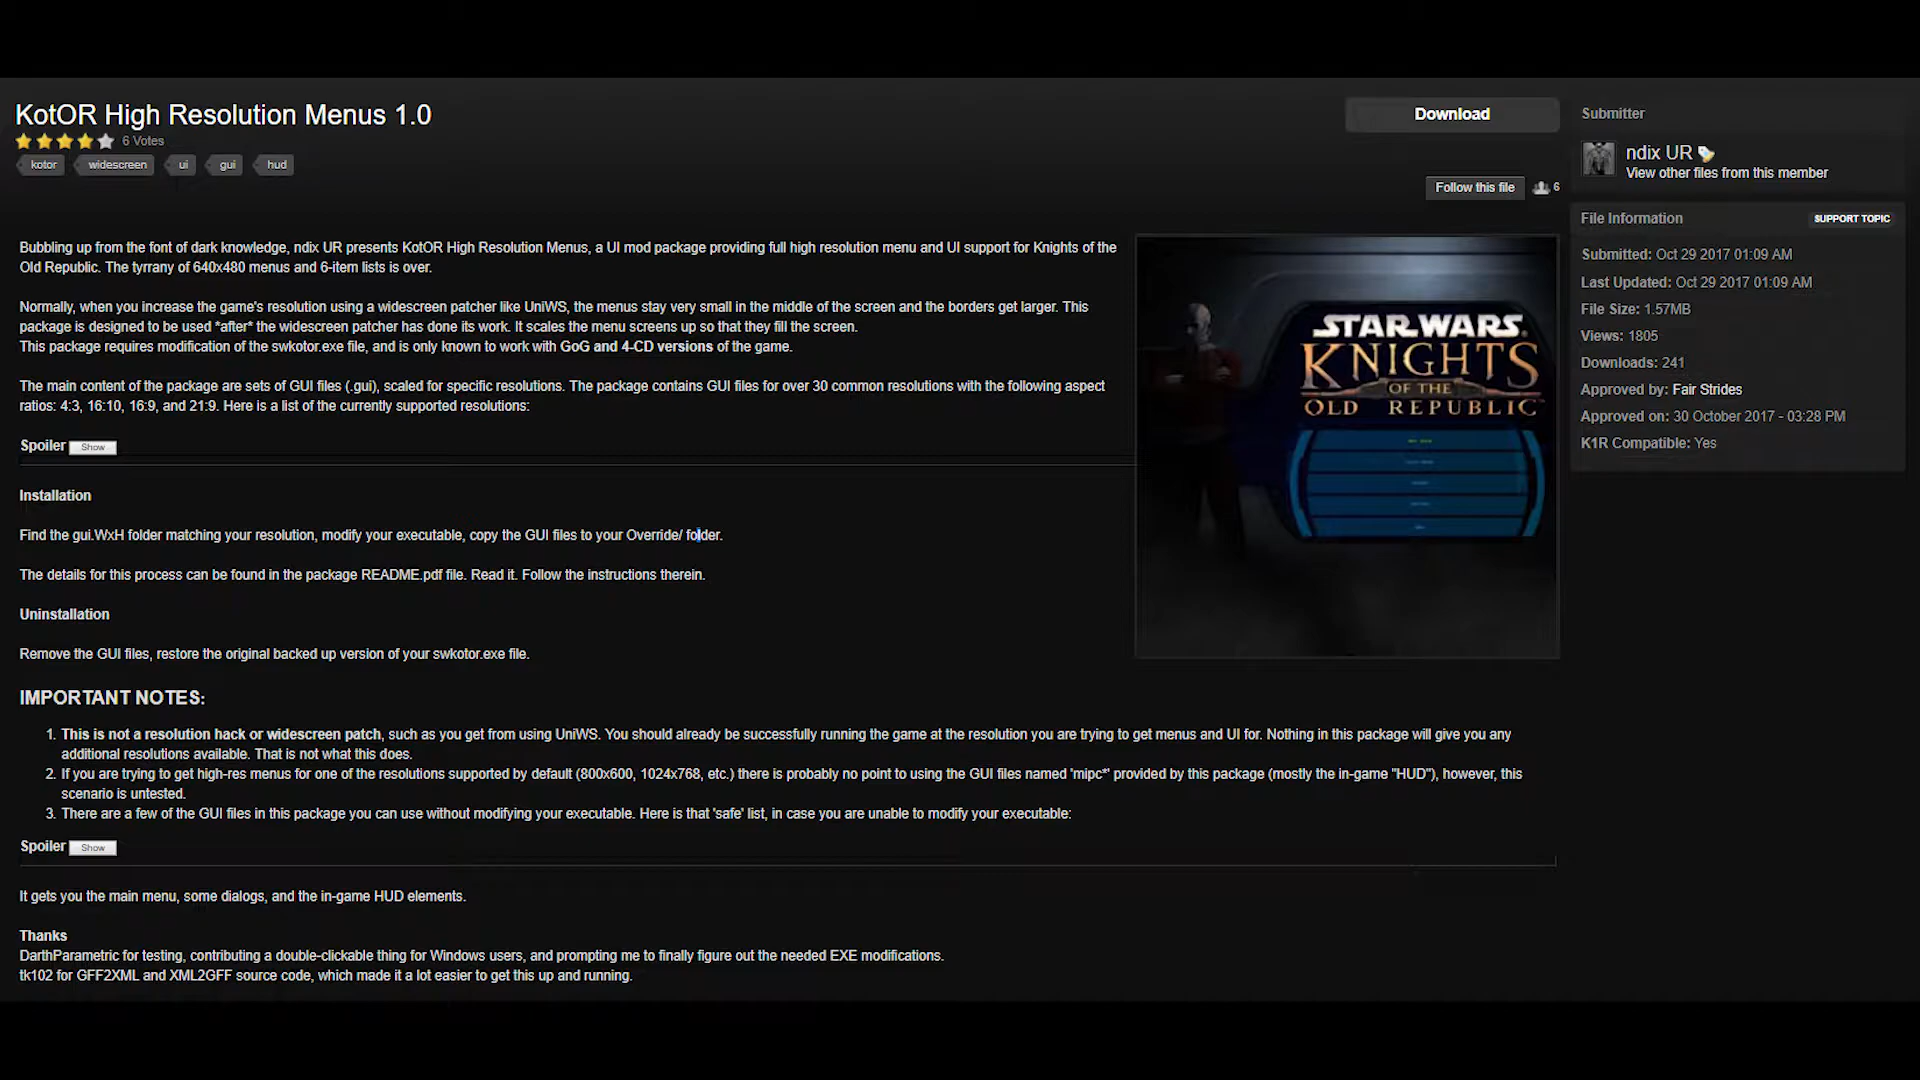 KotOR High Resolution Menus 1.0
6 Votes
kotor
widescreen
ui
gui
hud
Download
Follow this file
6
Bubbling up from the font of dark knowledge, ndix UR presents KotOR High Resolution Menus, a UI mod package providing full high resolution menu and UI support for Knights of the
Old Republic. The tyrrany of 640x480 menus and 6-item lists is over.
Normally, when you increase the game's resolution using a widescreen patcher like UniWS, the menus stay very small in the middle of the screen and the borders get larger. This
package is designed to be used *after* the widescreen patcher has done its work. It scales the menu screens up so that they fill the screen.
This package requires modification of the swkotor.exe file, and is only known to work with GoG and 4-CD versions of the game.
The main content of the package are sets of GUI files (.gui), scaled for specific resolutions. The package contains GUI files for over 30 common resolutions with the following aspect
ratios: 4:3, 16:10, 16:9, and 21:9. Here is a list of the currently supported resolutions:
Spoiler Show
Installation
Find the gui.WxH folder matching your resolution, modify your executable, copy the GUI files to your Override/ folder.
The details for this process can be found in the package README.pdf file. Read it. Follow the instructions therein.
Uninstallation
Remove the GUI files, restore the original backed up version of your swkotor.exe file.
IMPORTANT NOTES:
1. This is not a resolution hack or widescreen patch, such as you get from using UniWS. You should already be successfully running the game at the resolution you are trying to get menus and UI for. Nothing in this package will give you any
additional resolutions available. That is not what this does.
2. If you are trying to get high-res menus for one of the resolutions supported by default (800x600, 1024x768, etc.) there is probably no point to using the GUI files named 'mipc*' provided by this package (mostly the in-game "HUD"), however, this
scenario is untested.
3. There are a few of the GUI files in this package you can use without modifying your executable. Here is that 'safe' list, in case you are unable to modify your executable:
Spoiler Show
It gets you the main menu, some dialogs, and the in-game HUD elements.
Thanks
DarthParametric for testing, contributing a double-clickable thing for Windows users, and prompting me to finally figure out the needed EXE modifications.
tk102 for GFF2XML and XML2GFF source code, which made it a lot easier to get this up and running.
STAR WARS
KNIGHTS
OF THE
OLD REPUBLIC
Submitter
ndix UR
View other files from this member
File Information
SUPPORT TOPIC
Submitted: Oct 29 2017 01:09 AM
Last Updated: Oct 29 2017 01:09 AM
File Size: 1.57MB
Views: 1805
Downloads: 241
Approved by: Fair Strides
Approved on: 30 October 2017 - 03:28 PM
K1R Compatible: Yes